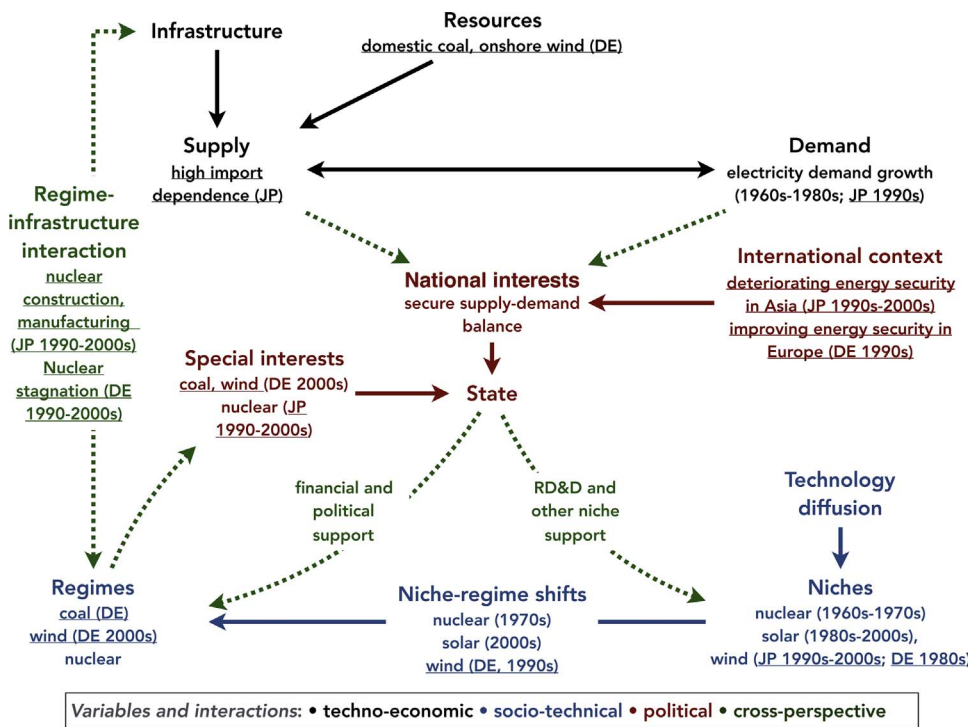 Infrastructure
Resources
domestic coal, onshore wind (DE)
Supply
high import
dependence (JP)
Demand
electricity demand growth
(1960s-1980s; JP 1990s)
Regime-
infrastructure
interaction
nuclear
construction,
manufacturing
(JP 1990-2000s)
Nuclear
stagnation (DE
1990-2000s)
National interests
secure supply-demand
balance
International context
deteriorating energy security
in Asia (JP 1990s-2000s)
improving energy security in
Europe (DE 1990s)
Special interests
coal, wind (DE 2000s)
nuclear (JP
1990-2000s)
State
financial and
political
support
RD&D and
other niche
support
Technology
diffusion
Regimes
coal (DE)
wind (DE 2000s)
nuclear
Niche-regime shifts
nuclear (1970s)
solar (2000s)
wind (DE, 1990s)
Niches
nuclear (1960s-1970s)
solar (1980s-2000s),
wind (JP 1990s-2000s; DE 1980s)
Variables and interactions: • techno-economic • socio-technical • political • cross-perspective